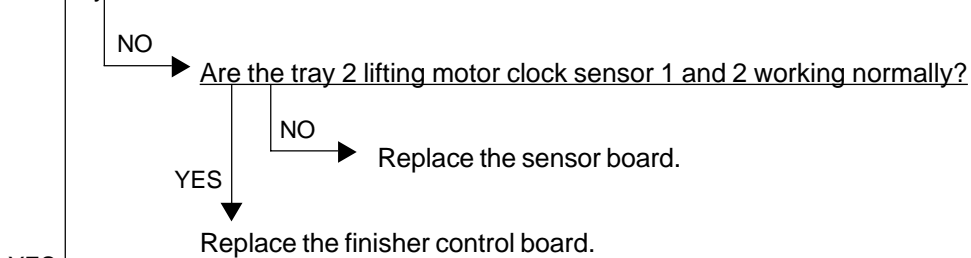 NO
Are the tray 2 lifting motor clock sensor 1 and 2 working normally?
NO
Replace the sensor board.
YES
Replace the finisher control board.